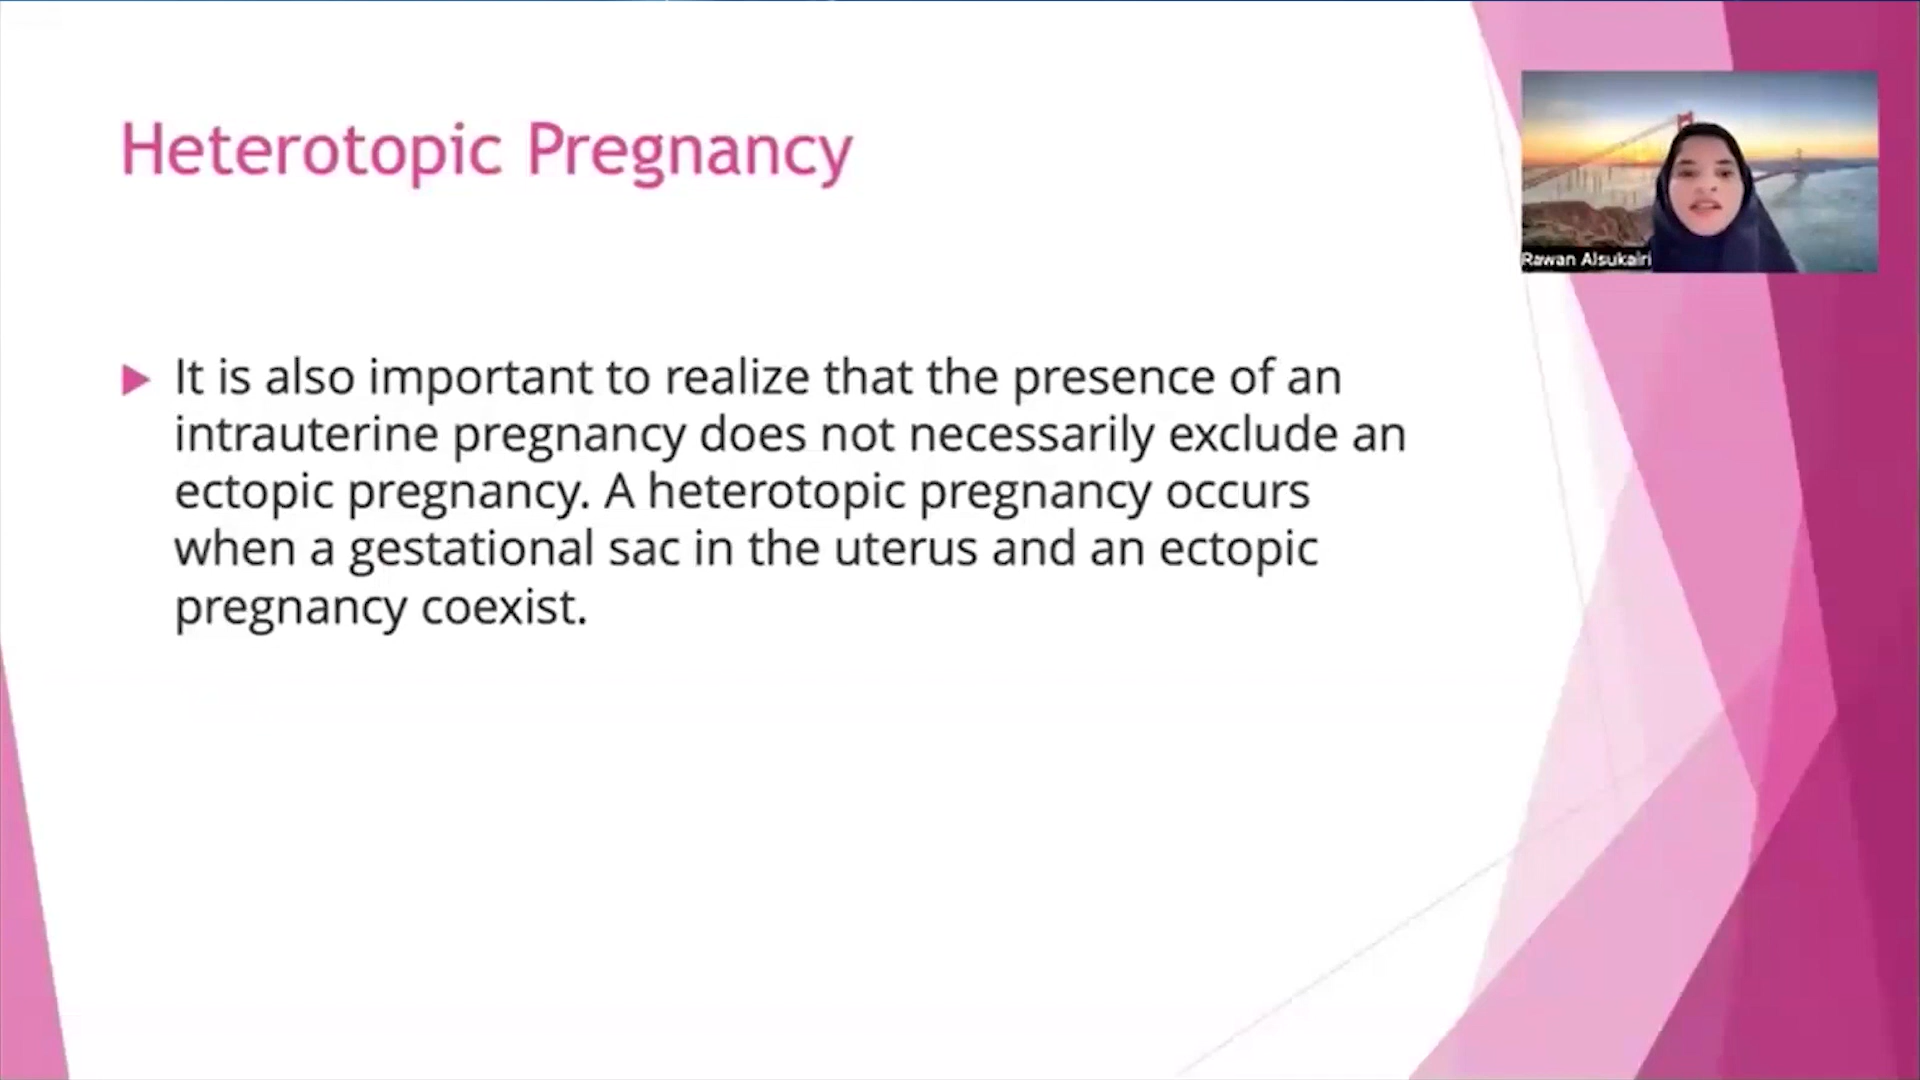 Heterotopic Pregnancy
Rawan Alsukairi
It is also important to realize that the presence of an
intrauterine pregnancy does not necessarily exclude an
ectopic pregnancy. A heterotopic pregnancy occurs
when a gestational sac in the uterus and an ectopic
pregnancy coexist.